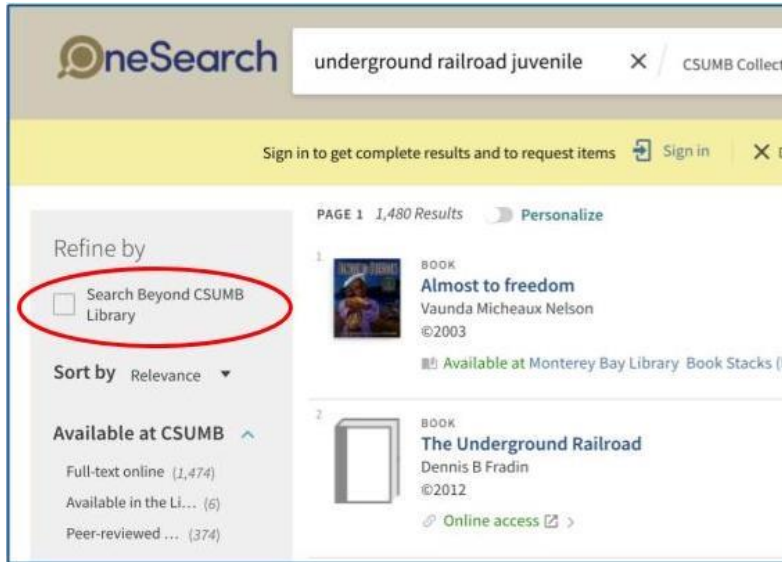 OneSearch
underground railroad juvenile
CSUMB Collect
Sign in to get complete results and to request items Sign in
PAGE 1 1,480 Results Personalize
Refine by
Search Beyond CSUMB
Library
Sort by Relevance
Available at CSUMB
Full-text online (1,474)
Available in the Li... (6)
Peer-reviewed ... (374)
1
BOOK
Almost to freedom
Vaunda Micheaux Nelson
©2003
Available at Monterey Bay Library Book Stacks (
2
BOOK
The Underground Railroad
Dennis B Fradin
©2012
Online access